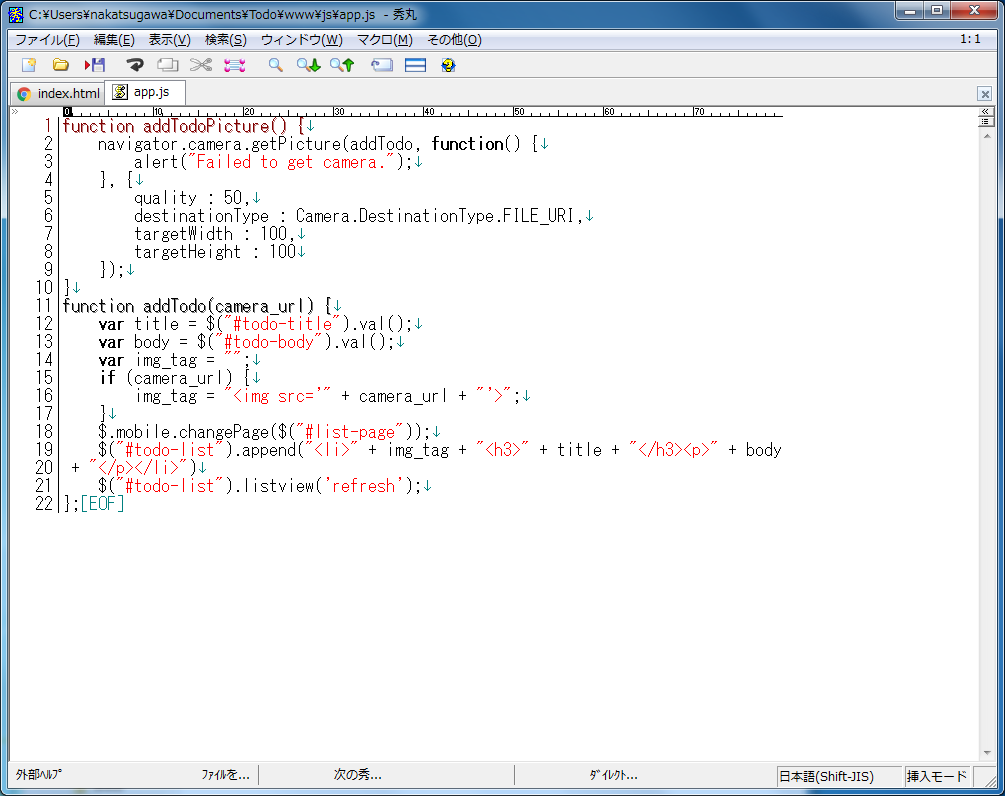 C:¥Users¥nakatsugawa¥Documents¥Todo¥www¥js¥app.js - 秀丸
ファイル(F) 編集(E) 表示(V) 検索(S) ウィンドウ(W) マクロ(M) その他(O) 1:1
index.html app.js
0 10 20 30 40 50 60 70
1 function addTodoPicture() {↓
2     navigator.camera.getPicture(addTodo, function() {↓
3         alert("Failed to get camera.");↓
4     }, {↓
5         quality : 50,↓
6         destinationType : Camera.DestinationType.FILE_URI,↓
7         targetWidth : 100,↓
8         targetHeight : 100↓
9     });↓
10 }↓
11 function addTodo(camera_url) {↓
12     var title = $("#todo-title").val();↓
13     var body = $("#todo-body").val();↓
14     var img_tag = "";↓
15     if (camera_url) {↓
16         img_tag = "<img src='" + camera_url + "'>";↓
17     }↓
18     $.mobile.changePage($("#list-page"));↓
19     $("#todo-list").append("<li>" + img_tag + "<h3>" + title + "</h3><p>" + body
20  + "</p></li>")↓
21     $("#todo-list").listview('refresh');↓
22 };[EOF]
外部ﾍﾙﾌﾟ ﾌｧｲﾙを... 次の秀... ﾀﾞｲﾚｸﾄ... 日本語(Shift-JIS) 挿入モード